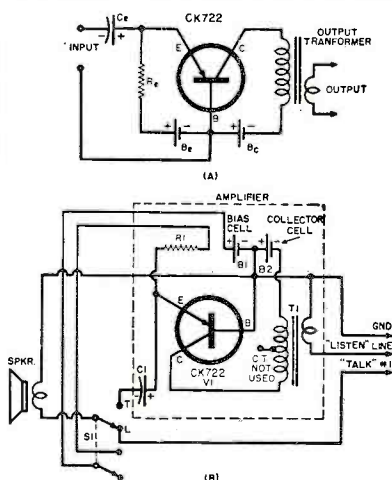 Ce
CK722
- +
E
C
OUTPUT
TRANFORMER
INPUT
Re
OUTPUT
B
+ -
+ -
Be
Bc
(A)
AMPLIFIER
BIAS
CELL
COLLECTOR
CELL
R1
+ -
+ -
B1
B2
E
B
C
T1
GND
"LISTEN" LINE
"TALK" #1
SPKR.
C1
- +
CK722
V1
C.T.
NOT
USED
T
S1
L
(B)